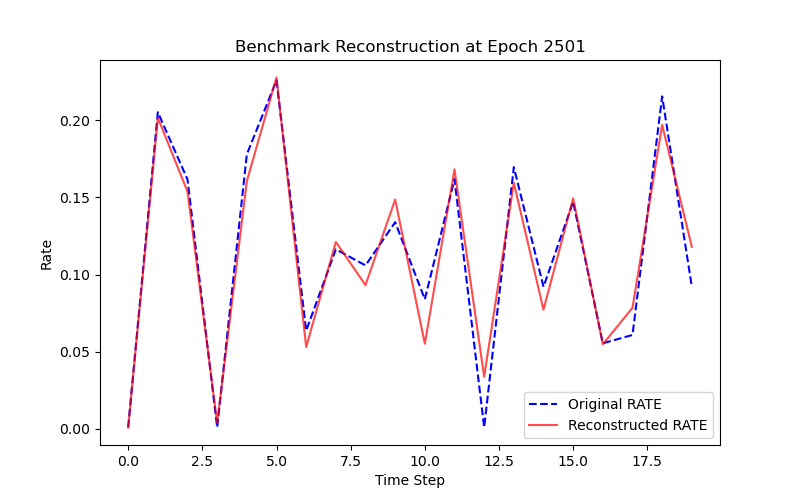 Benchmark Reconstruction at Epoch 2501
Rate
0.20
0.15
0.10
0.05
0.00
Original RATE
Reconstructed RATE
0.0 2.5 5.0 7.5 10.0 12.5 15.0 17.5
Time Step